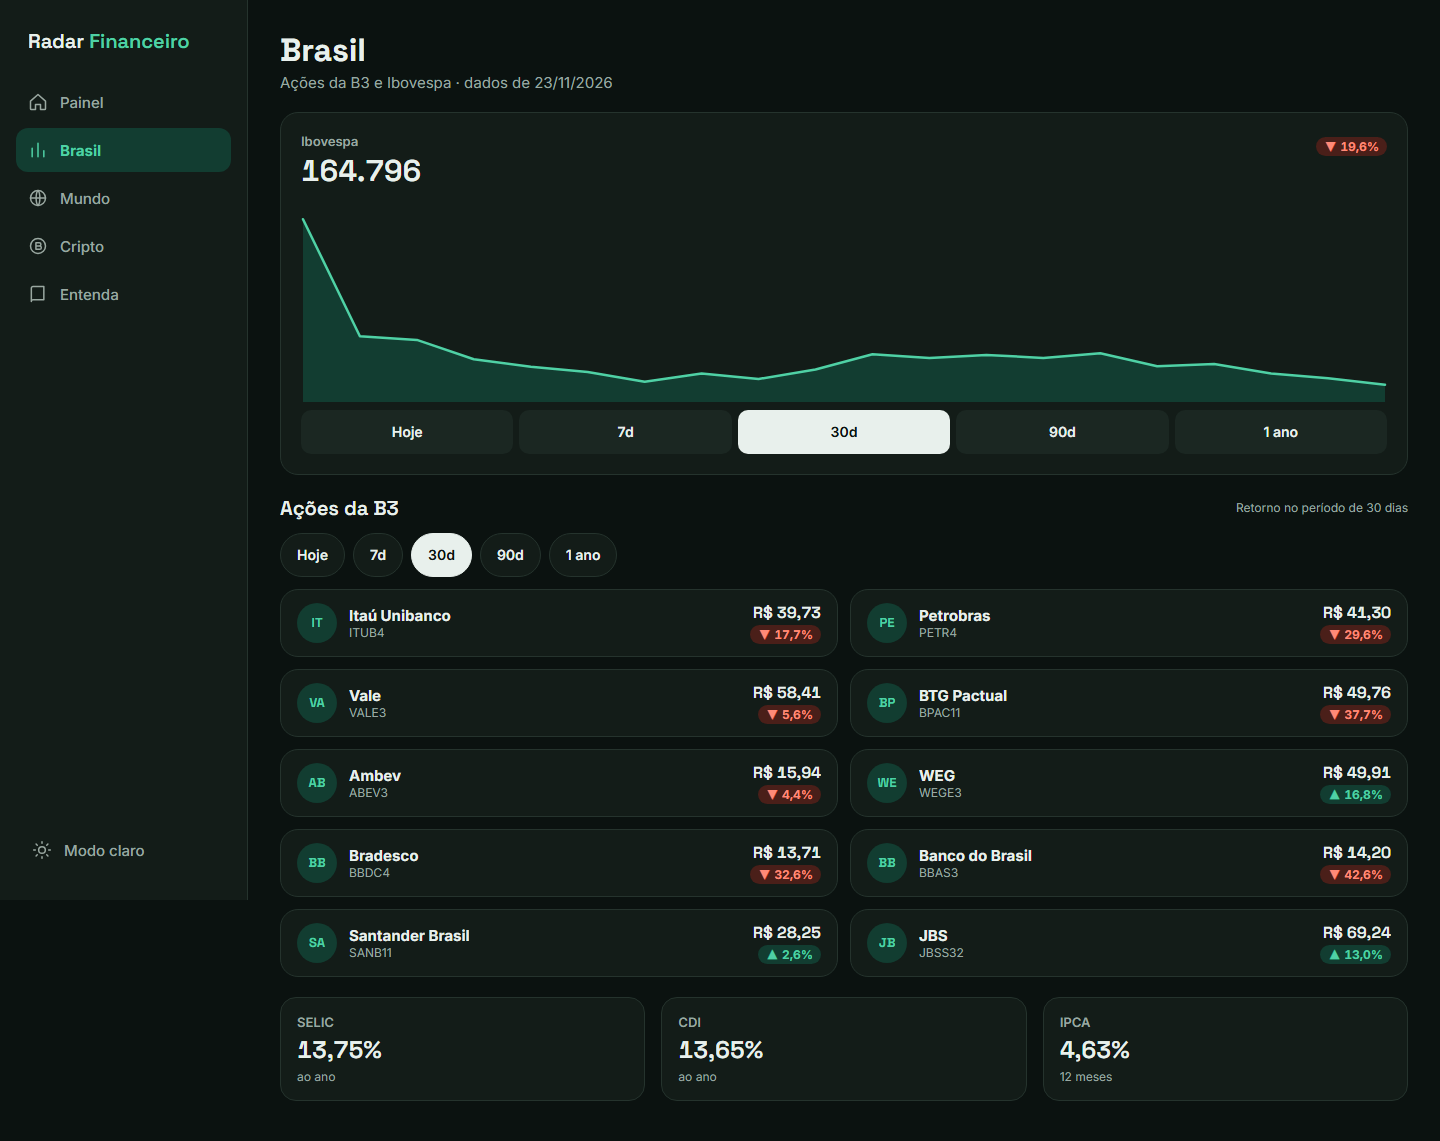 Radar Financeiro
Painel
Brasil
Mundo
Cripto
Entenda
Modo claro
Brasil
Ações da B3 e Ibovespa · dados de 23/11/2026
Ibovespa
164.796
▼ 19,6%
Hoje
7d
30d
90d
1 ano
Ações da B3
Retorno no período de 30 dias
Hoje
7d
30d
90d
1 ano
IT
Itaú Unibanco
ITUB4
R$ 39,73
▼ 17,7%
PE
Petrobras
PETR4
R$ 41,30
▼ 29,6%
VA
Vale
VALE3
R$ 58,41
▼ 5,6%
BP
BTG Pactual
BPAC11
R$ 49,76
▼ 37,7%
AB
Ambev
ABEV3
R$ 15,94
▼ 4,4%
WE
WEG
WEGE3
R$ 49,91
▲ 16,8%
BB
Bradesco
BBDC4
R$ 13,71
▼ 32,6%
BB
Banco do Brasil
BBAS3
R$ 14,20
▼ 42,6%
SA
Santander Brasil
SANB11
R$ 28,25
▲ 2,6%
JB
JBS
JBSS32
R$ 69,24
▲ 13,0%
SELIC
13,75%
ao ano
CDI
13,65%
ao ano
IPCA
4,63%
12 meses